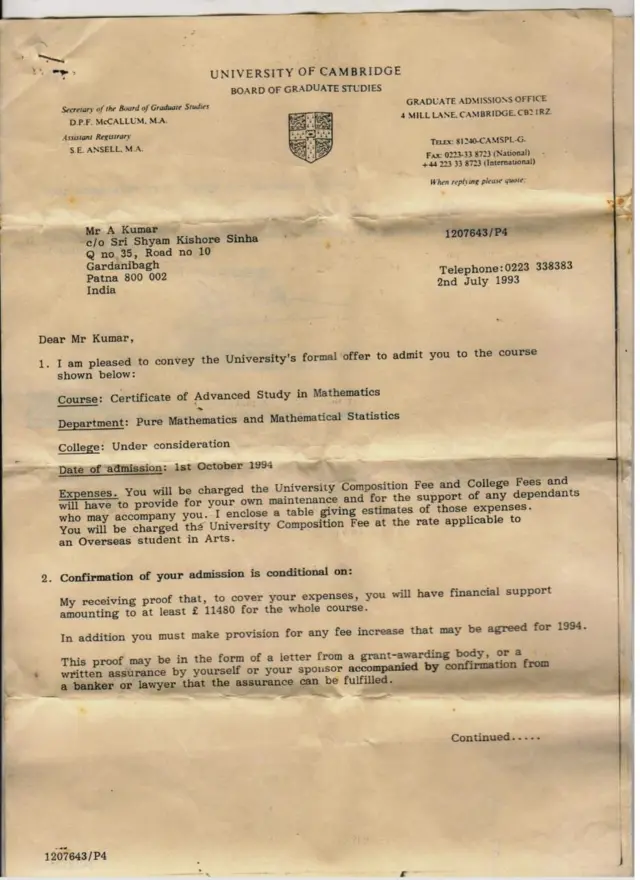 UNIVERSITY OF CAMBRIDGE
BOARD OF GRADUATE STUDIES
Secretary of the Board of Graduate Studies
D.P.F. McCALLUM, M.A.
Assistant Registrary
S.E. ANSELL, M.A.
GRADUATE ADMISSIONS OFFICE
4 MILL LANE, CAMBRIDGE, CB2 1RZ
TELEX: 81240-CAMSPL-G.
FAX: 0223-33 8723 (National)
+44 223 33 8723 (International)
When replying please quote:
Mr A Kumar
c/o Sri Shyam Kishore Sinha
Q no 35, Road no 10
Gardanibagh
Patna 800 002
India
1207643/P4
Telephone:0223 338383
2nd July 1993
Dear Mr Kumar,
1. I am pleased to convey the University's formal offer to admit you to the course
shown below:
Course: Certificate of Advanced Study in Mathematics
Department: Pure Mathematics and Mathematical Statistics
College: Under consideration
Date of admission: 1st October 1994
Expenses. You will be charged the University Composition Fee and College Fees and
will have to provide for your own maintenance and for the support of any dependants
who may accompany you. I enclose a table giving estimates of those expenses.
You will be charged the University Composition Fee at the rate applicable to
an Overseas student in Arts.
2. Confirmation of your admission is conditional on:
My receiving proof that, to cover your expenses, you will have financial support
amounting to at least £ 11480 for the whole course.
In addition you must make provision for any fee increase that may be agreed for 1994.
This proof may be in the form of a letter from a grant-awarding body, or a
written assurance by yourself or your sponsor accompanied by confirmation from
a banker or lawyer that the assurance can be fulfilled.
Continued.....
1207643/P4